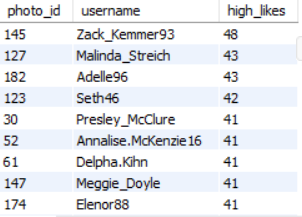 photo_id username high_likes
145 Zack_Kemmer93 48
127 Malinda_Streich 43
182 Adelle96 43
123 Seth46 42
30 Presley_McClure 41
52 Annalise.McKenzie16 41
61 Delpha.Kihn 41
147 Meggie_Doyle 41
174 Elenor88 41